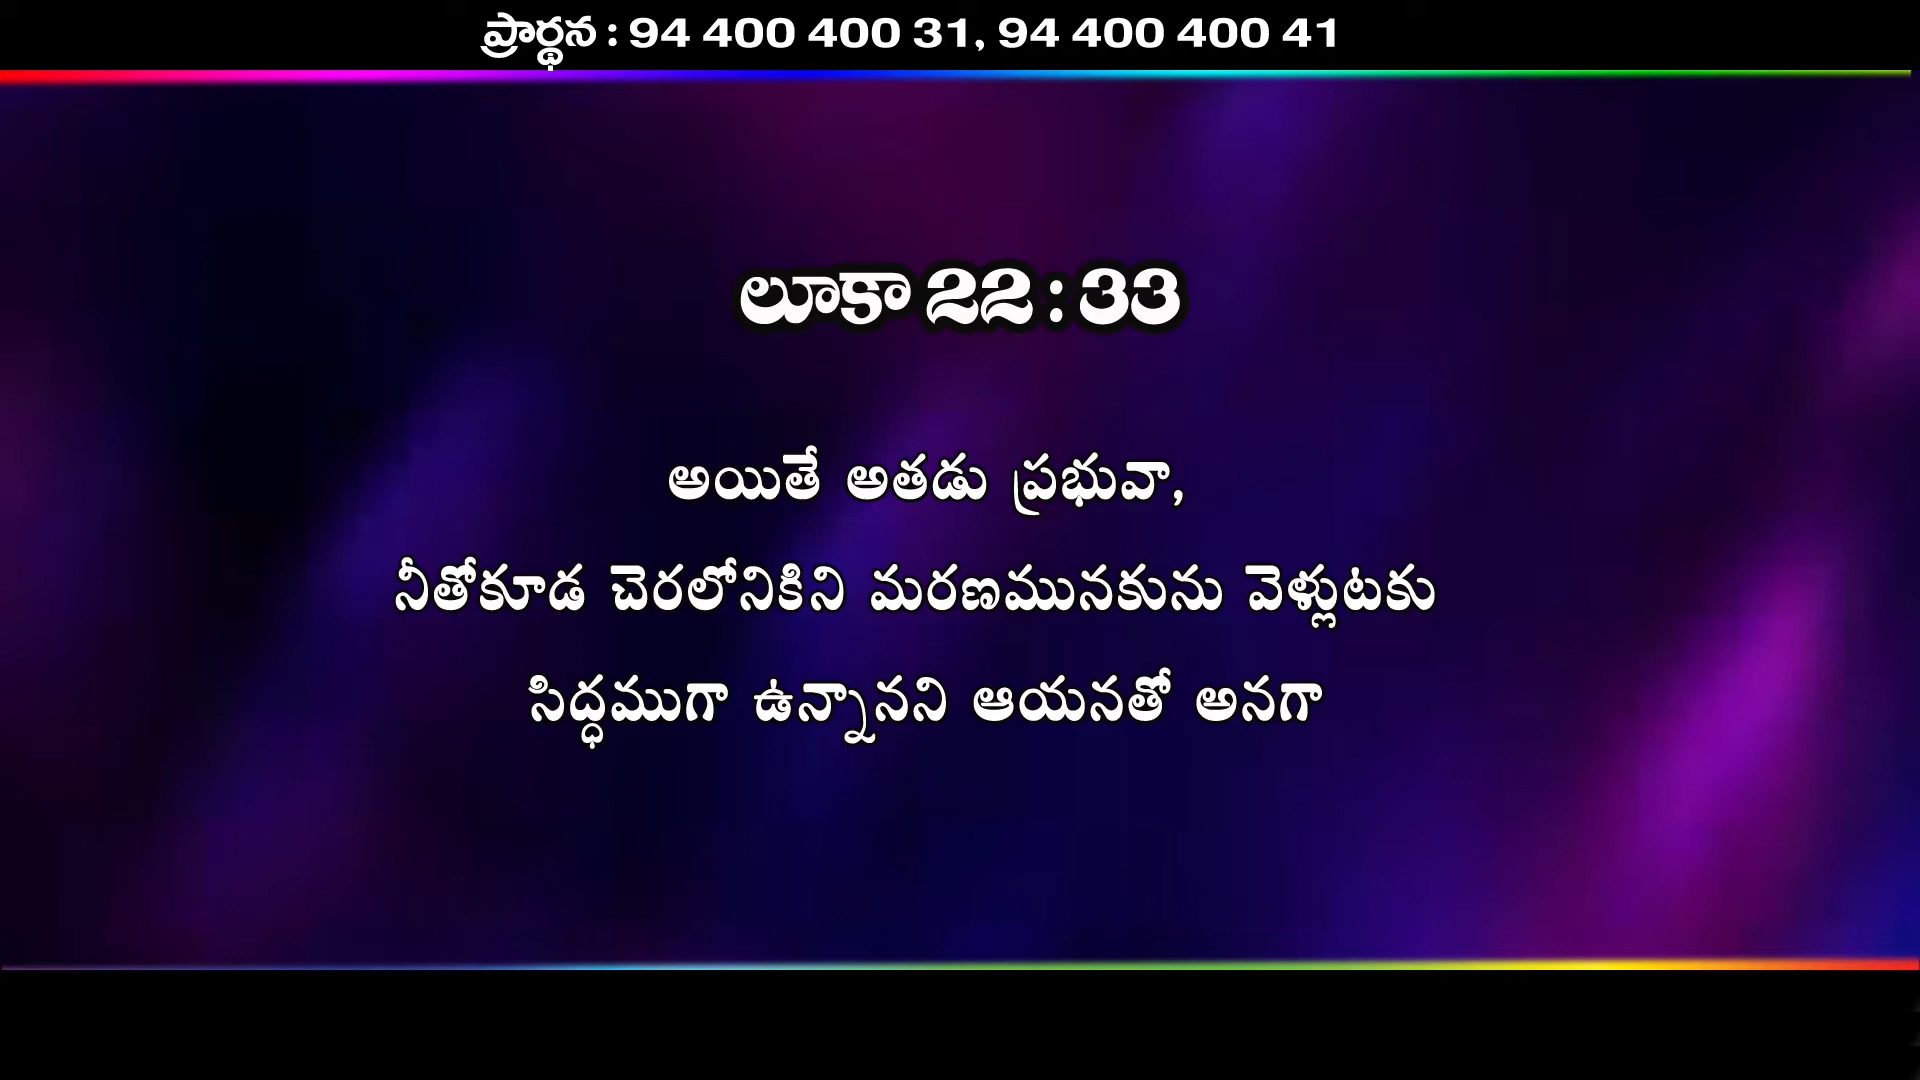 ప్రార్థన : 94 400 400 31, 94 400 400 41
లూకా 22 : 33
అయితే అతడు ప్రభువా,
నీతోకూడ చెరలోనికిని మరణమునకును వెళ్లుటకు
సిద్ధముగా ఉన్నానని ఆయనతో అనగా